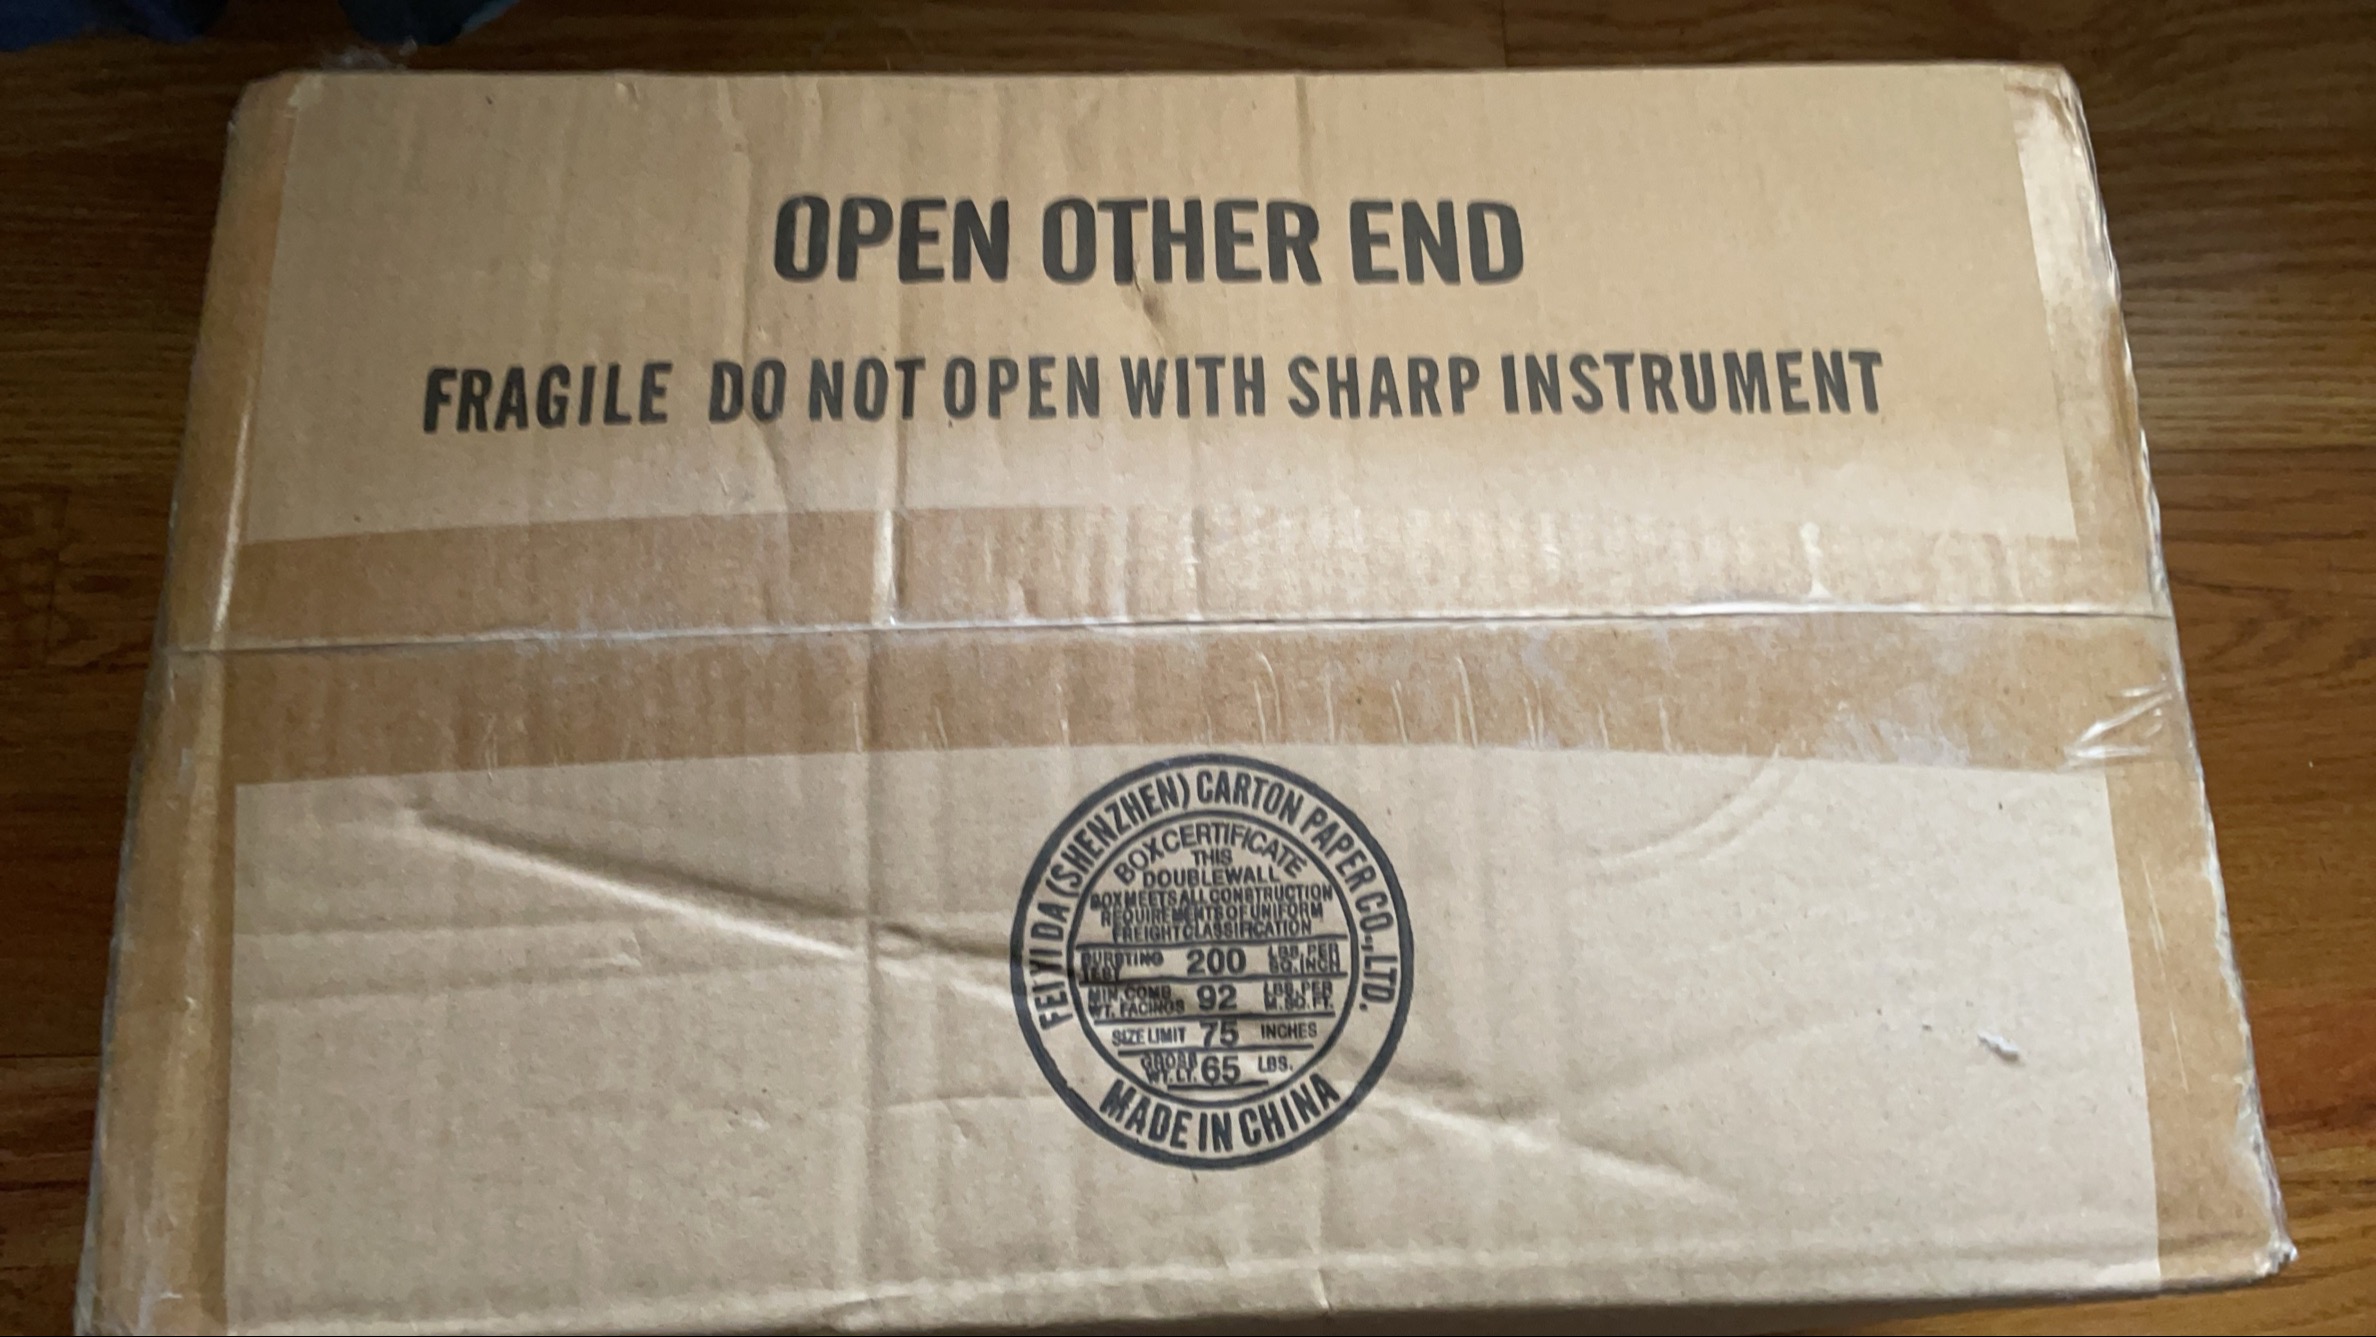 OPEN OTHER END
FRAGILE DO NOT OPEN WITH SHARP INSTRUMENT
FEI YI DA (SHENZHEN) CARTON PAPER CO., LTD.
BOX CERTIFICATE
THIS
DOUBLEWALL
BOX MEETS ALL CONSTRUCTION
REQUIREMENTS OF UNIFORM
FREIGHT CLASSIFICATION
BURSTING TEST 200 LBS. PER SQ. INCH
MIN. COMB WT. FACINGS 92 LBS. PER M. SQ. FT.
SIZE LIMIT 75 INCHES
GROSS WT. LT. 65 LBS.
MADE IN CHINA